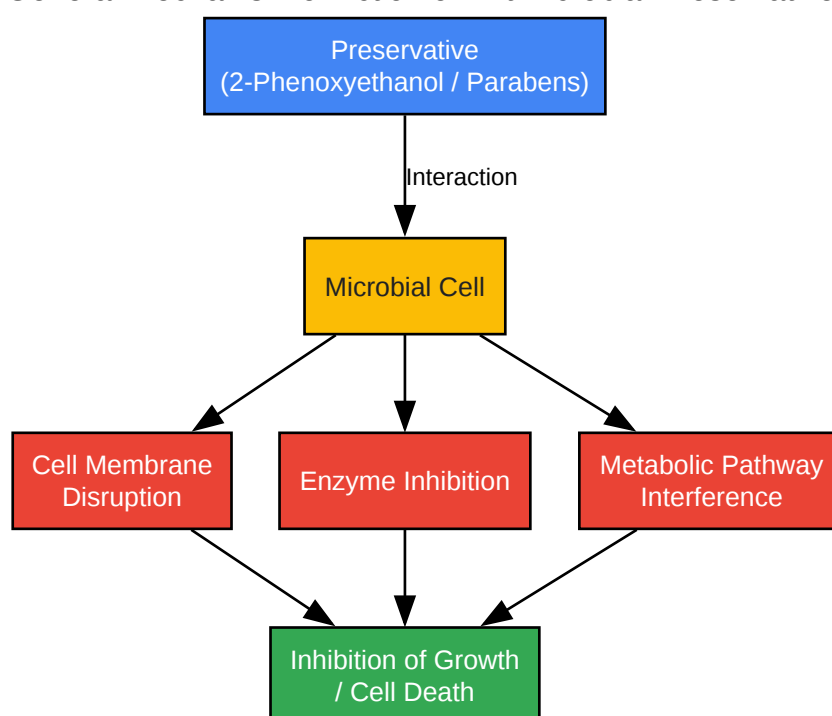 Preservative
(2-Phenoxyethanol / Parabens)
Interaction
Microbial Cell
Cell Membrane
Disruption
Enzyme Inhibition
Metabolic Pathway
Interference
Inhibition of Growth
/ Cell Death